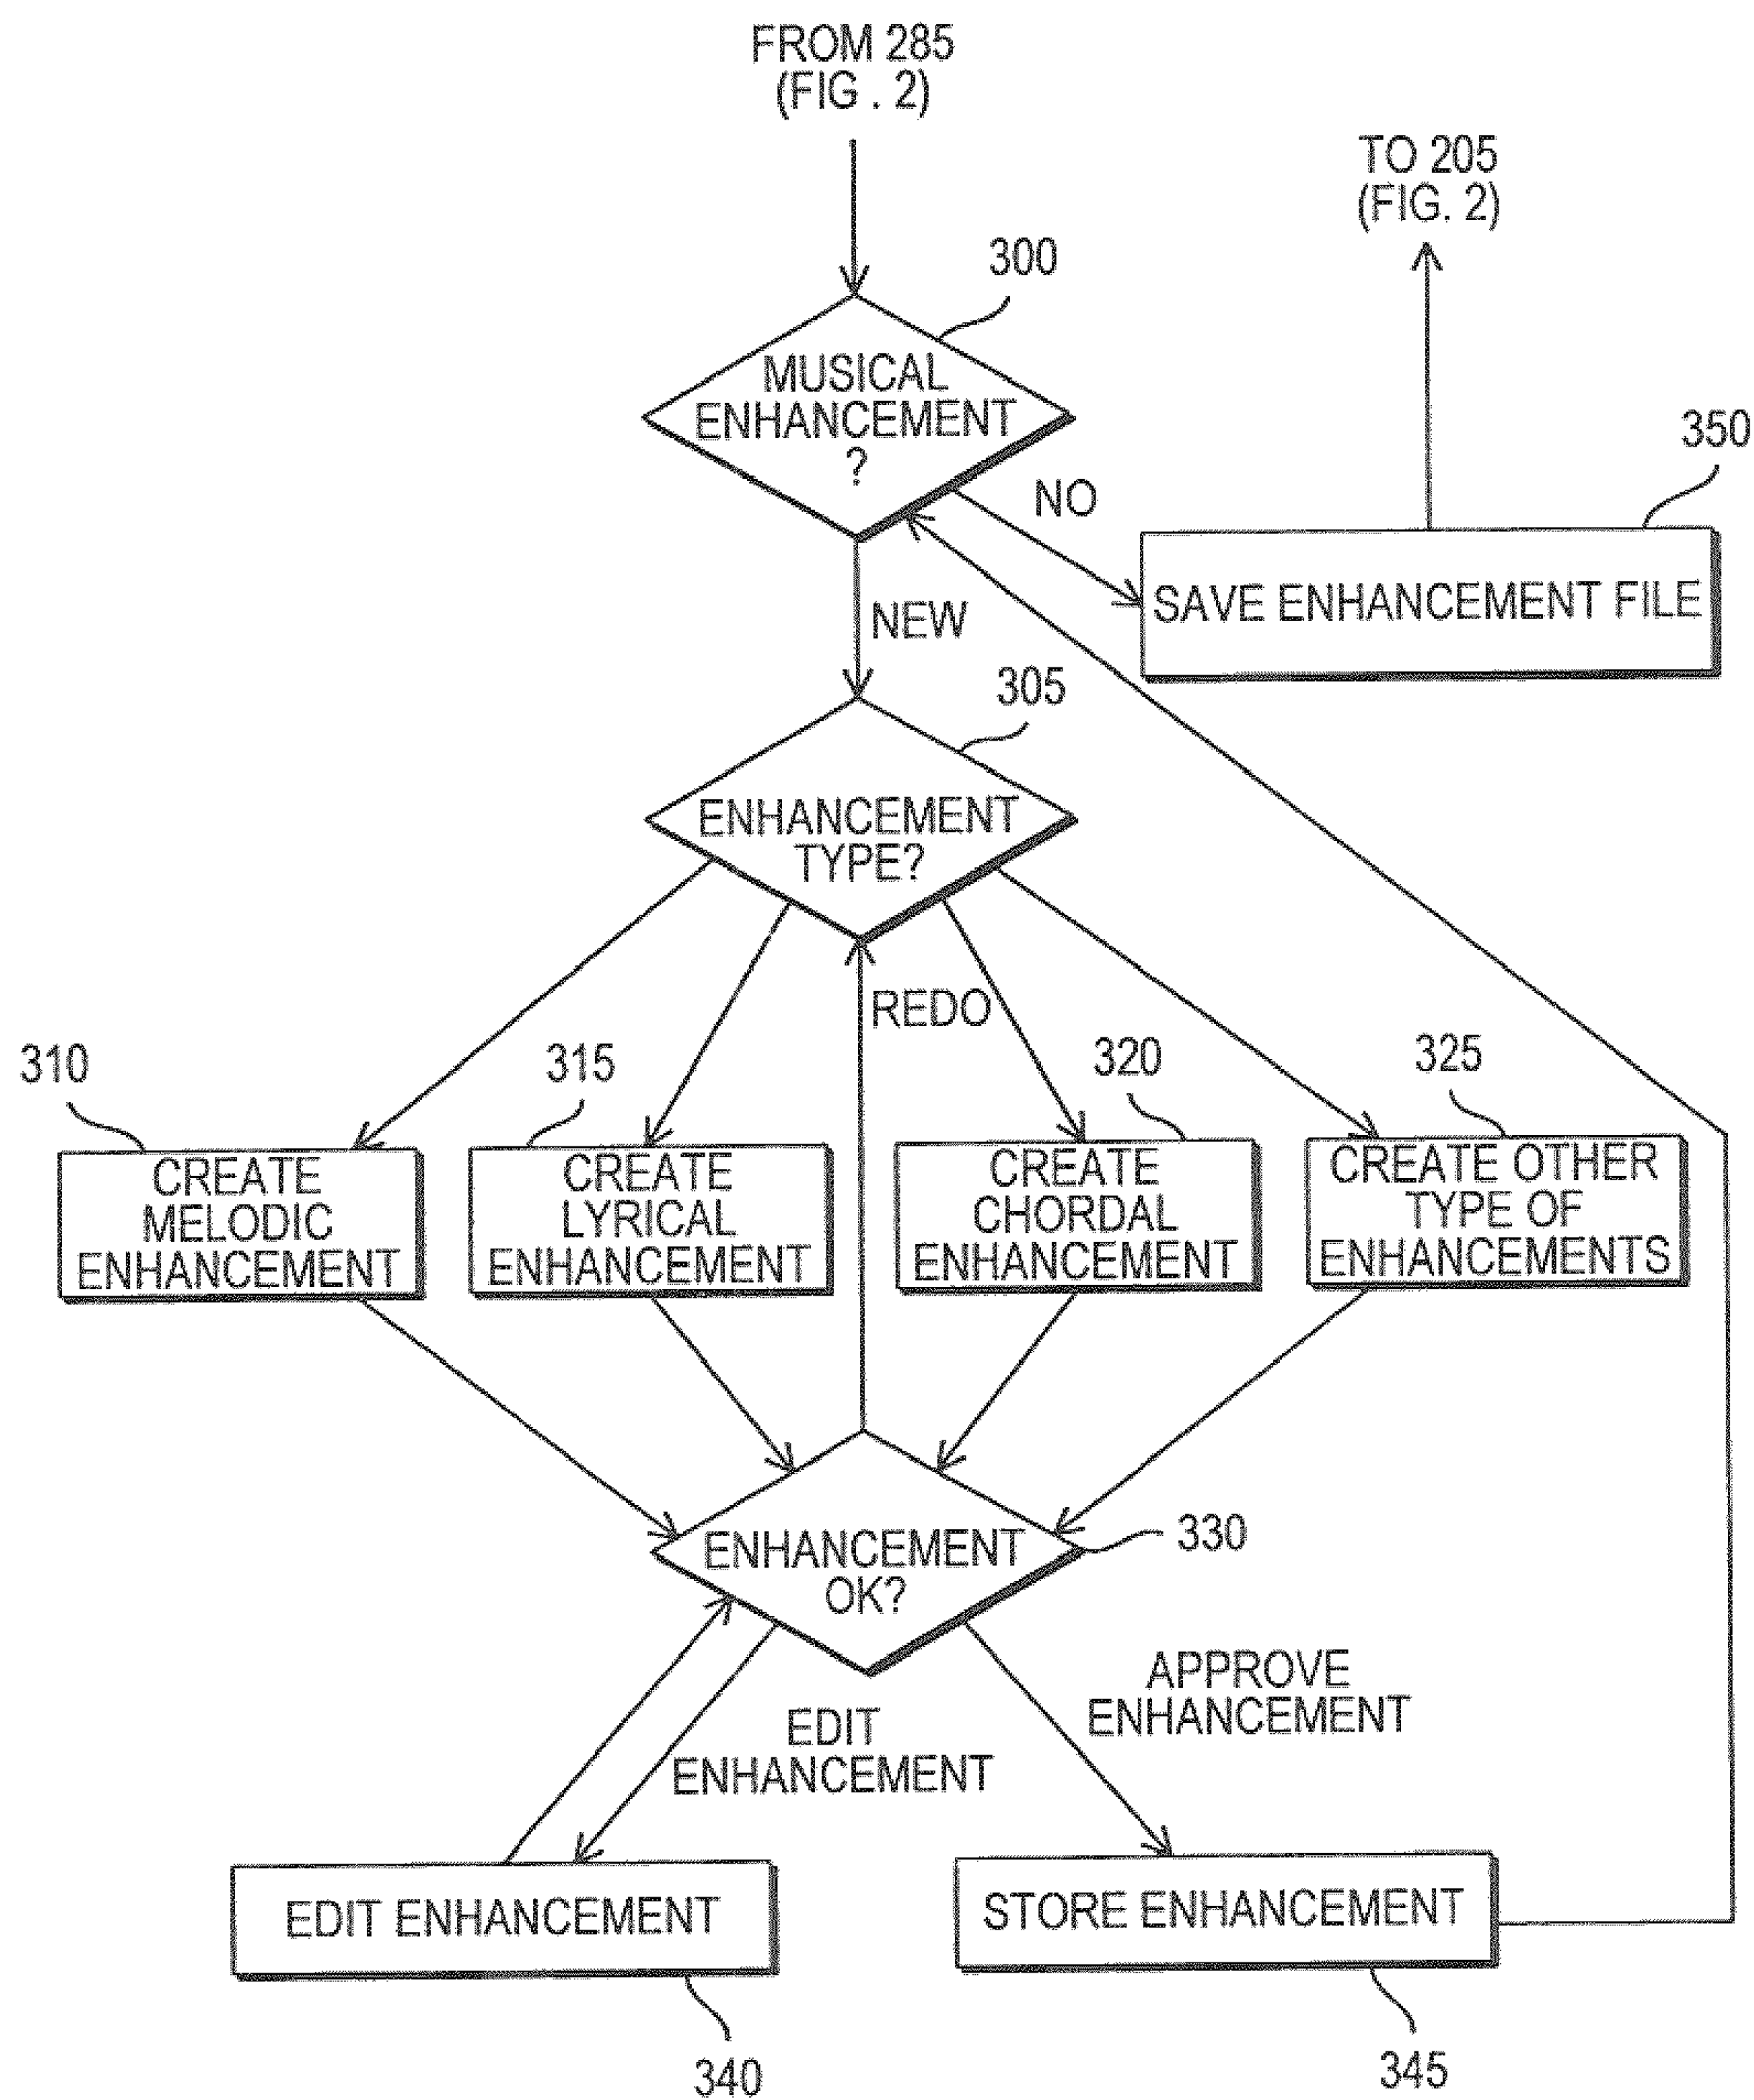 FROM 285
(FIG . 2)
TO 205
(FIG. 2)
300
MUSICAL
ENHANCEMENT
?
350
NO
SAVE ENHANCEMENT FILE
NEW
305
ENHANCEMENT
TYPE?
REDO
310
315
320
325
CREATE
MELODIC
ENHANCEMENT
CREATE
LYRICAL
ENHANCEMENT
CREATE
CHORDAL
ENHANCEMENT
CREATE OTHER
TYPE OF
ENHANCEMENTS
330
ENHANCEMENT
OK?
APPROVE
ENHANCEMENT
EDIT
ENHANCEMENT
EDIT ENHANCEMENT
STORE ENHANCEMENT
340
345